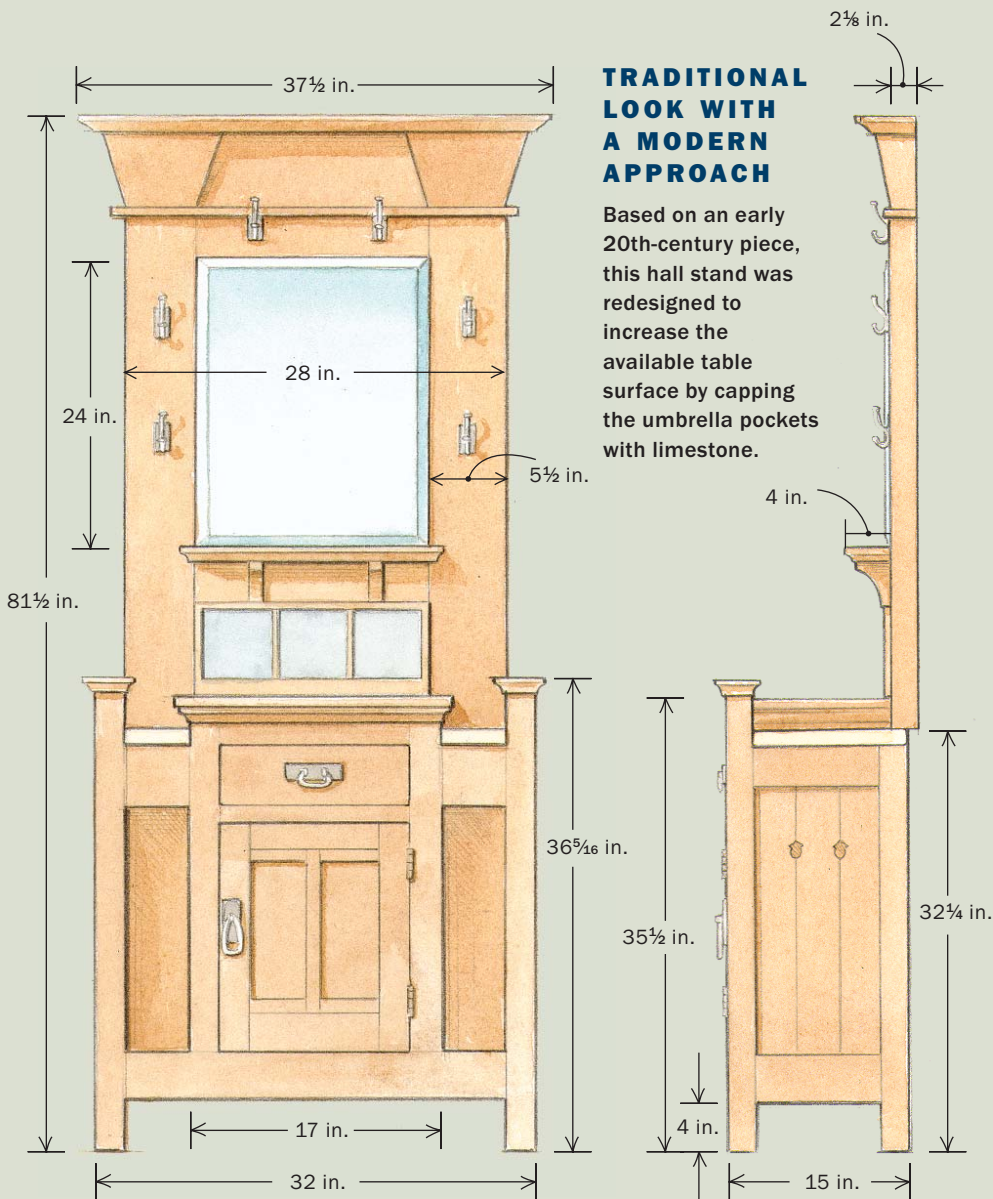 2⅛ in.
37½ in.
TRADITIONAL
LOOK WITH
A MODERN
APPROACH
Based on an early
20th-century piece,
this hall stand was
redesigned to
increase the
available table
surface by capping
the umbrella pockets
with limestone.
28 in.
24 in.
5½ in.
4 in.
81½ in.
36⁵⁄₁₆ in.
35½ in.
32¼ in.
4 in.
17 in.
32 in.
15 in.